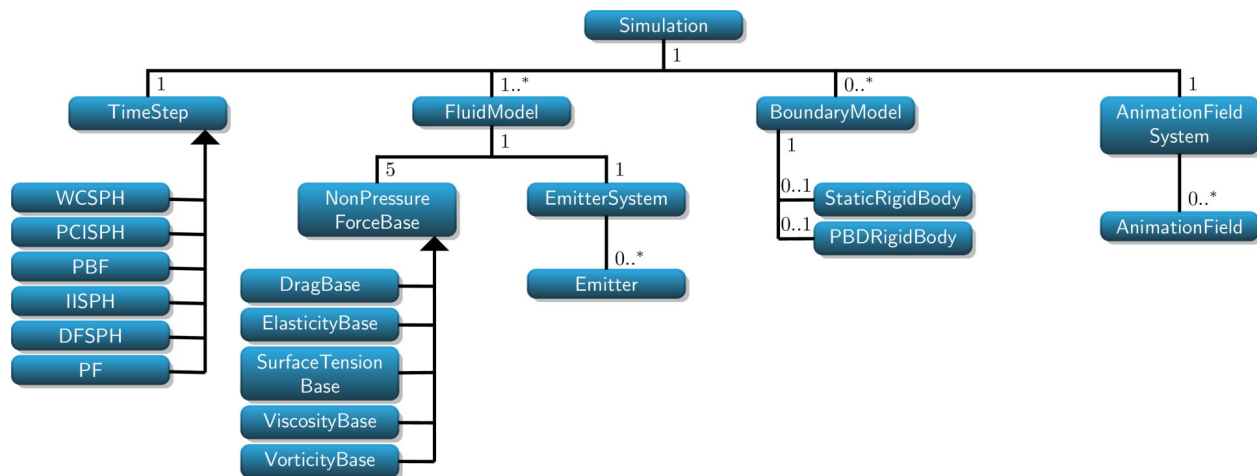 Simulation
1
1
1..*
0..*
1
TimeStep
FluidModel
BoundaryModel
AnimationField
System
1
1
5
1
0..1
0..1
0..*
WCSPH
PCISPH
PBF
IISPH
DFSPH
PF
NonPressure
ForceBase
EmitterSystem
StaticRigidBody
PBDRigidBody
AnimationField
0..*
Emitter
DragBase
ElasticityBase
SurfaceTension
Base
ViscosityBase
VorticityBase